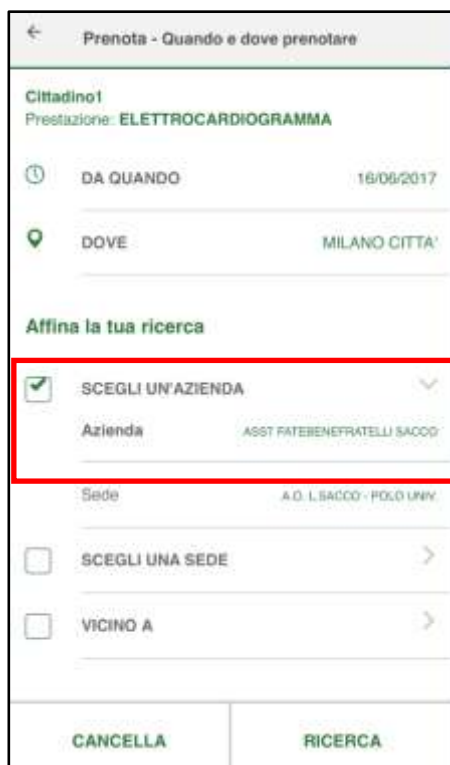 Prenota - Quando e dove prenotare
Cittadino1
Prestazione: ELETTROCARDIOGRAMMA
DA QUANDO 16/06/2017
DOVE MILANO CITTA'
Affina la tua ricerca
SCEGLI UN'AZIENDA
Azienda ASST FATEBENEFRATELLI SACCO
Sede A.O. L.SACCO - POLO UNIV.
SCEGLI UNA SEDE
VICINO A
CANCELLA RICERCA